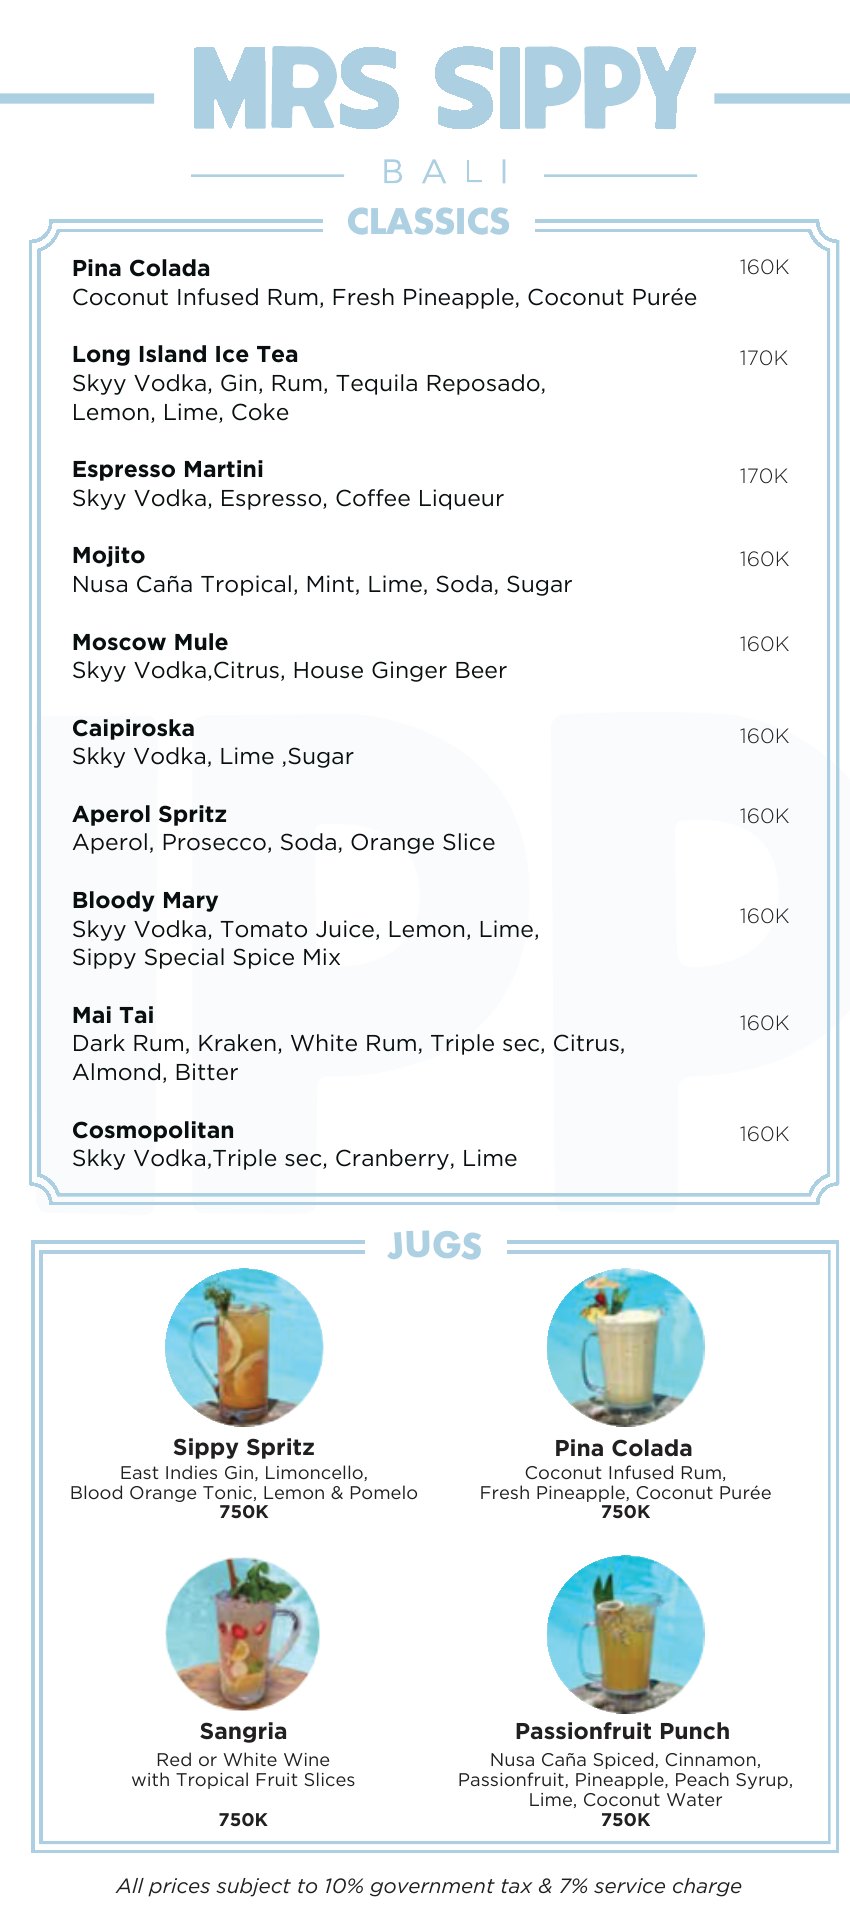 MRS SIPPY
BALI
CLASSICS
Pina Colada 160K
Coconut Infused Rum, Fresh Pineapple, Coconut Purée
Long Island Ice Tea 170K
Skyy Vodka, Gin, Rum, Tequila Reposado,
Lemon, Lime, Coke
Espresso Martini 170K
Skyy Vodka, Espresso, Coffee Liqueur
Mojito 160K
Nusa Caña Tropical, Mint, Lime, Soda, Sugar
Moscow Mule 160K
Skyy Vodka,Citrus, House Ginger Beer
Caipiroska 160K
Skky Vodka, Lime ,Sugar
Aperol Spritz 160K
Aperol, Prosecco, Soda, Orange Slice
Bloody Mary 160K
Skyy Vodka, Tomato Juice, Lemon, Lime,
Sippy Special Spice Mix
Mai Tai 160K
Dark Rum, Kraken, White Rum, Triple sec, Citrus,
Almond, Bitter
Cosmopolitan 160K
Skky Vodka,Triple sec, Cranberry, Lime
JUGS
Sippy Spritz
East Indies Gin, Limoncello,
Blood Orange Tonic, Lemon & Pomelo
750K
Pina Colada
Coconut Infused Rum,
Fresh Pineapple, Coconut Purée
750K
Sangria
Red or White Wine
with Tropical Fruit Slices
750K
Passionfruit Punch
Nusa Caña Spiced, Cinnamon,
Passionfruit, Pineapple, Peach Syrup,
Lime, Coconut Water
750K
All prices subject to 10% government tax & 7% service charge